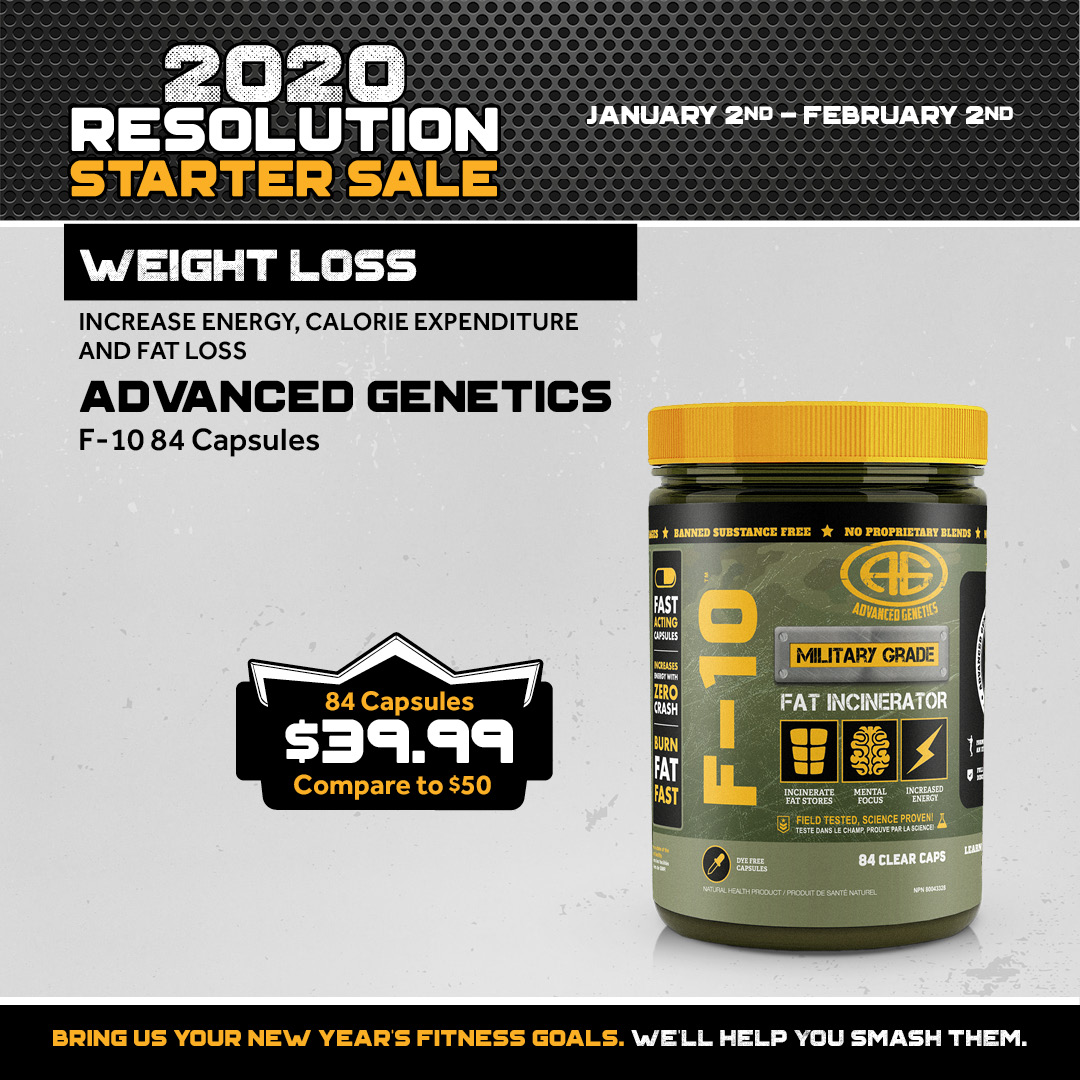 2020
RESOLUTION
STARTER SALE
JANUARY 2ND – FEBRUARY 2ND
WEIGHT LOSS
INCREASE ENERGY, CALORIE EXPENDITURE
AND FAT LOSS
ADVANCED GENETICS
F-10 84 Capsules
84 Capsules
$39.99
Compare to $50
BANNED SUBSTANCE FREE ★ NO PROPRIETARY BLENDS ★
AG
ADVANCED GENETICS
FAST
ACTING
CAPSULES
INCREASES
ENERGY WITH
ZERO
CRASH
BURN
FAT
FAST
F-10™
MILITARY GRADE
FAT INCINERATOR
INCINERATE
FAT STORES
MENTAL
FOCUS
INCREASED
ENERGY
FIELD TESTED, SCIENCE PROVEN!
TESTE DANS LE CHAMP, PROUVE PAR LA SCIENCE!
DYE FREE
CAPSULES
84 CLEAR CAPS
LEARN
NATURAL HEALTH PRODUCT / PRODUIT DE SANTÉ NATUREL
BRING US YOUR NEW YEAR'S FITNESS GOALS. WE'LL HELP YOU SMASH THEM.